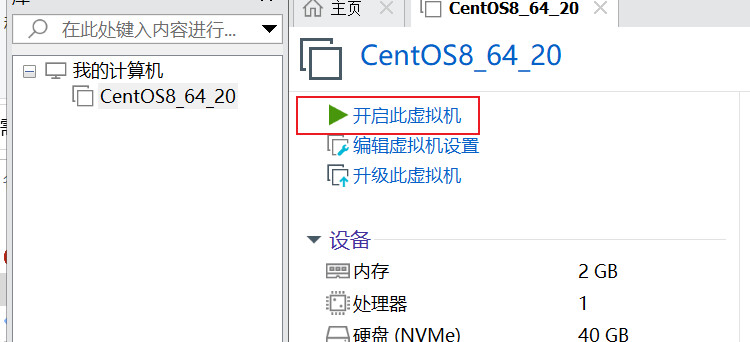 主页
CentOS8_64_20
在此处键入内容进行...
我的计算机
CentOS8_64_20
CentOS8_64_20
开启此虚拟机
编辑虚拟机设置
升级此虚拟机
设备
内存 2 GB
处理器 1
硬盘 (NVMe) 40 GB